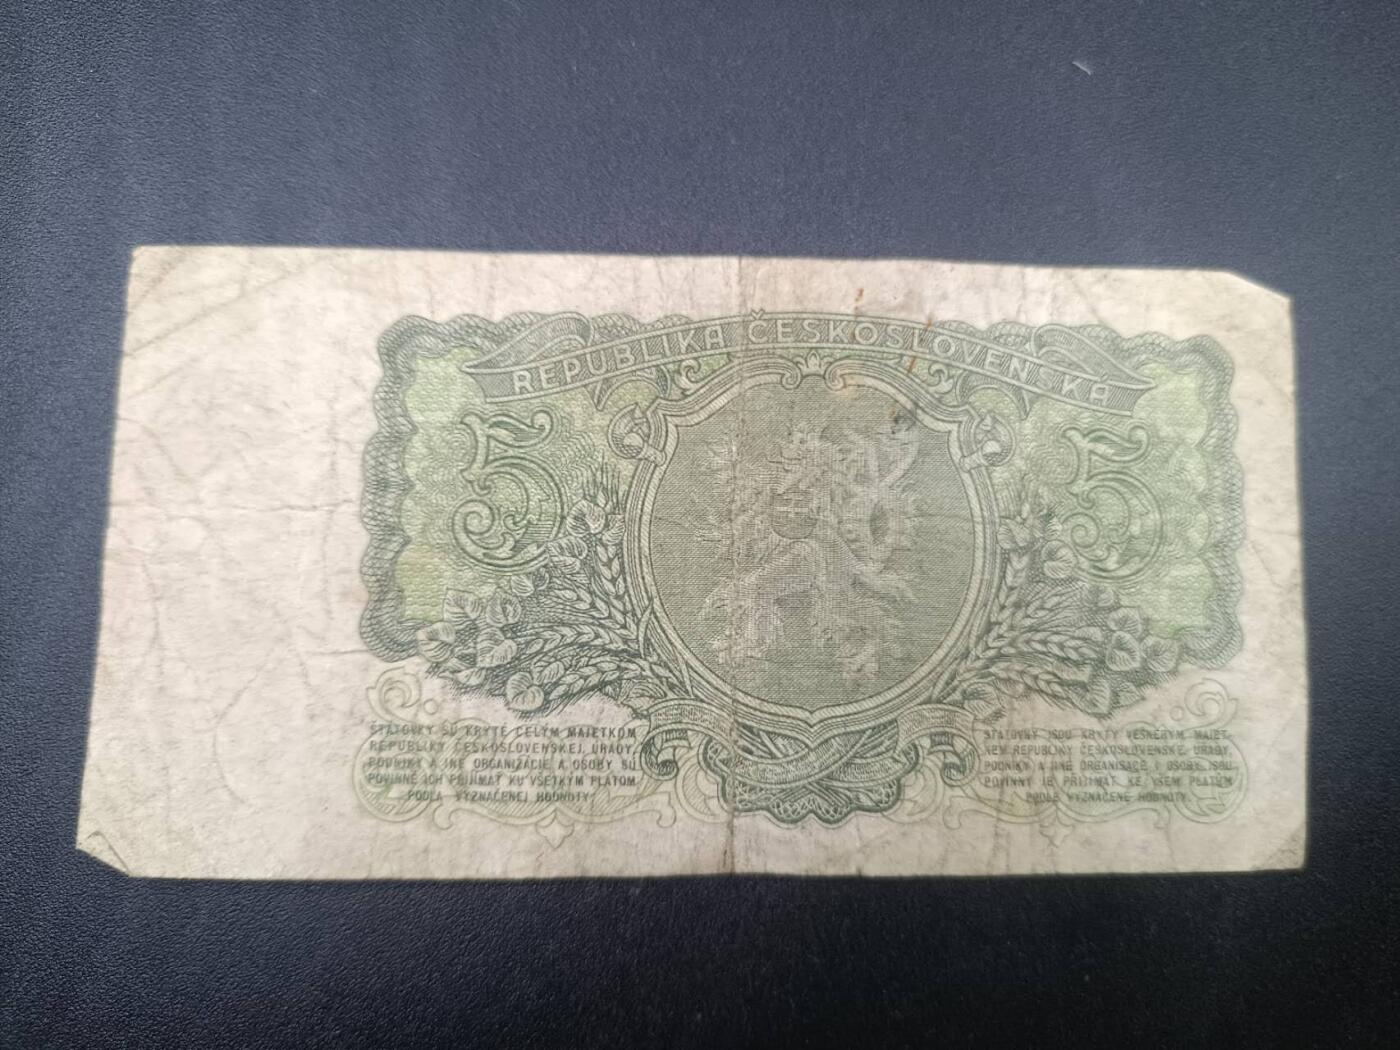 REPUBLIKA ČESKOSLOVENSKÁ
5
5
ŠTÁTOVKY SÚ KRYTÉ CELÝM MAJETKOM
REPUBLIKY ČESKOSLOVENSKEJ. ÚRADY,
PODNIKY A INÉ ORGANIZÁCIE A OSOBY SÚ
POVINNÉ ICH PRIJÍMAŤ KU VŠETKÝM PLATOM
PODĽA VYZNAČENEJ HODNOTY.
STÁTOVKY JSOU KRYTY VEŠKERÝM MAJET-
KEM REPUBLIKY ČESKOSLOVENSKÉ. ÚŘADY,
PODNIKY A JINÉ ORGANISACE I OSOBY JSOU
POVINNY JE PŘIJÍMAT KE VŠEM PLATŮM
PODLE VYZNAČENÉ HODNOTY.